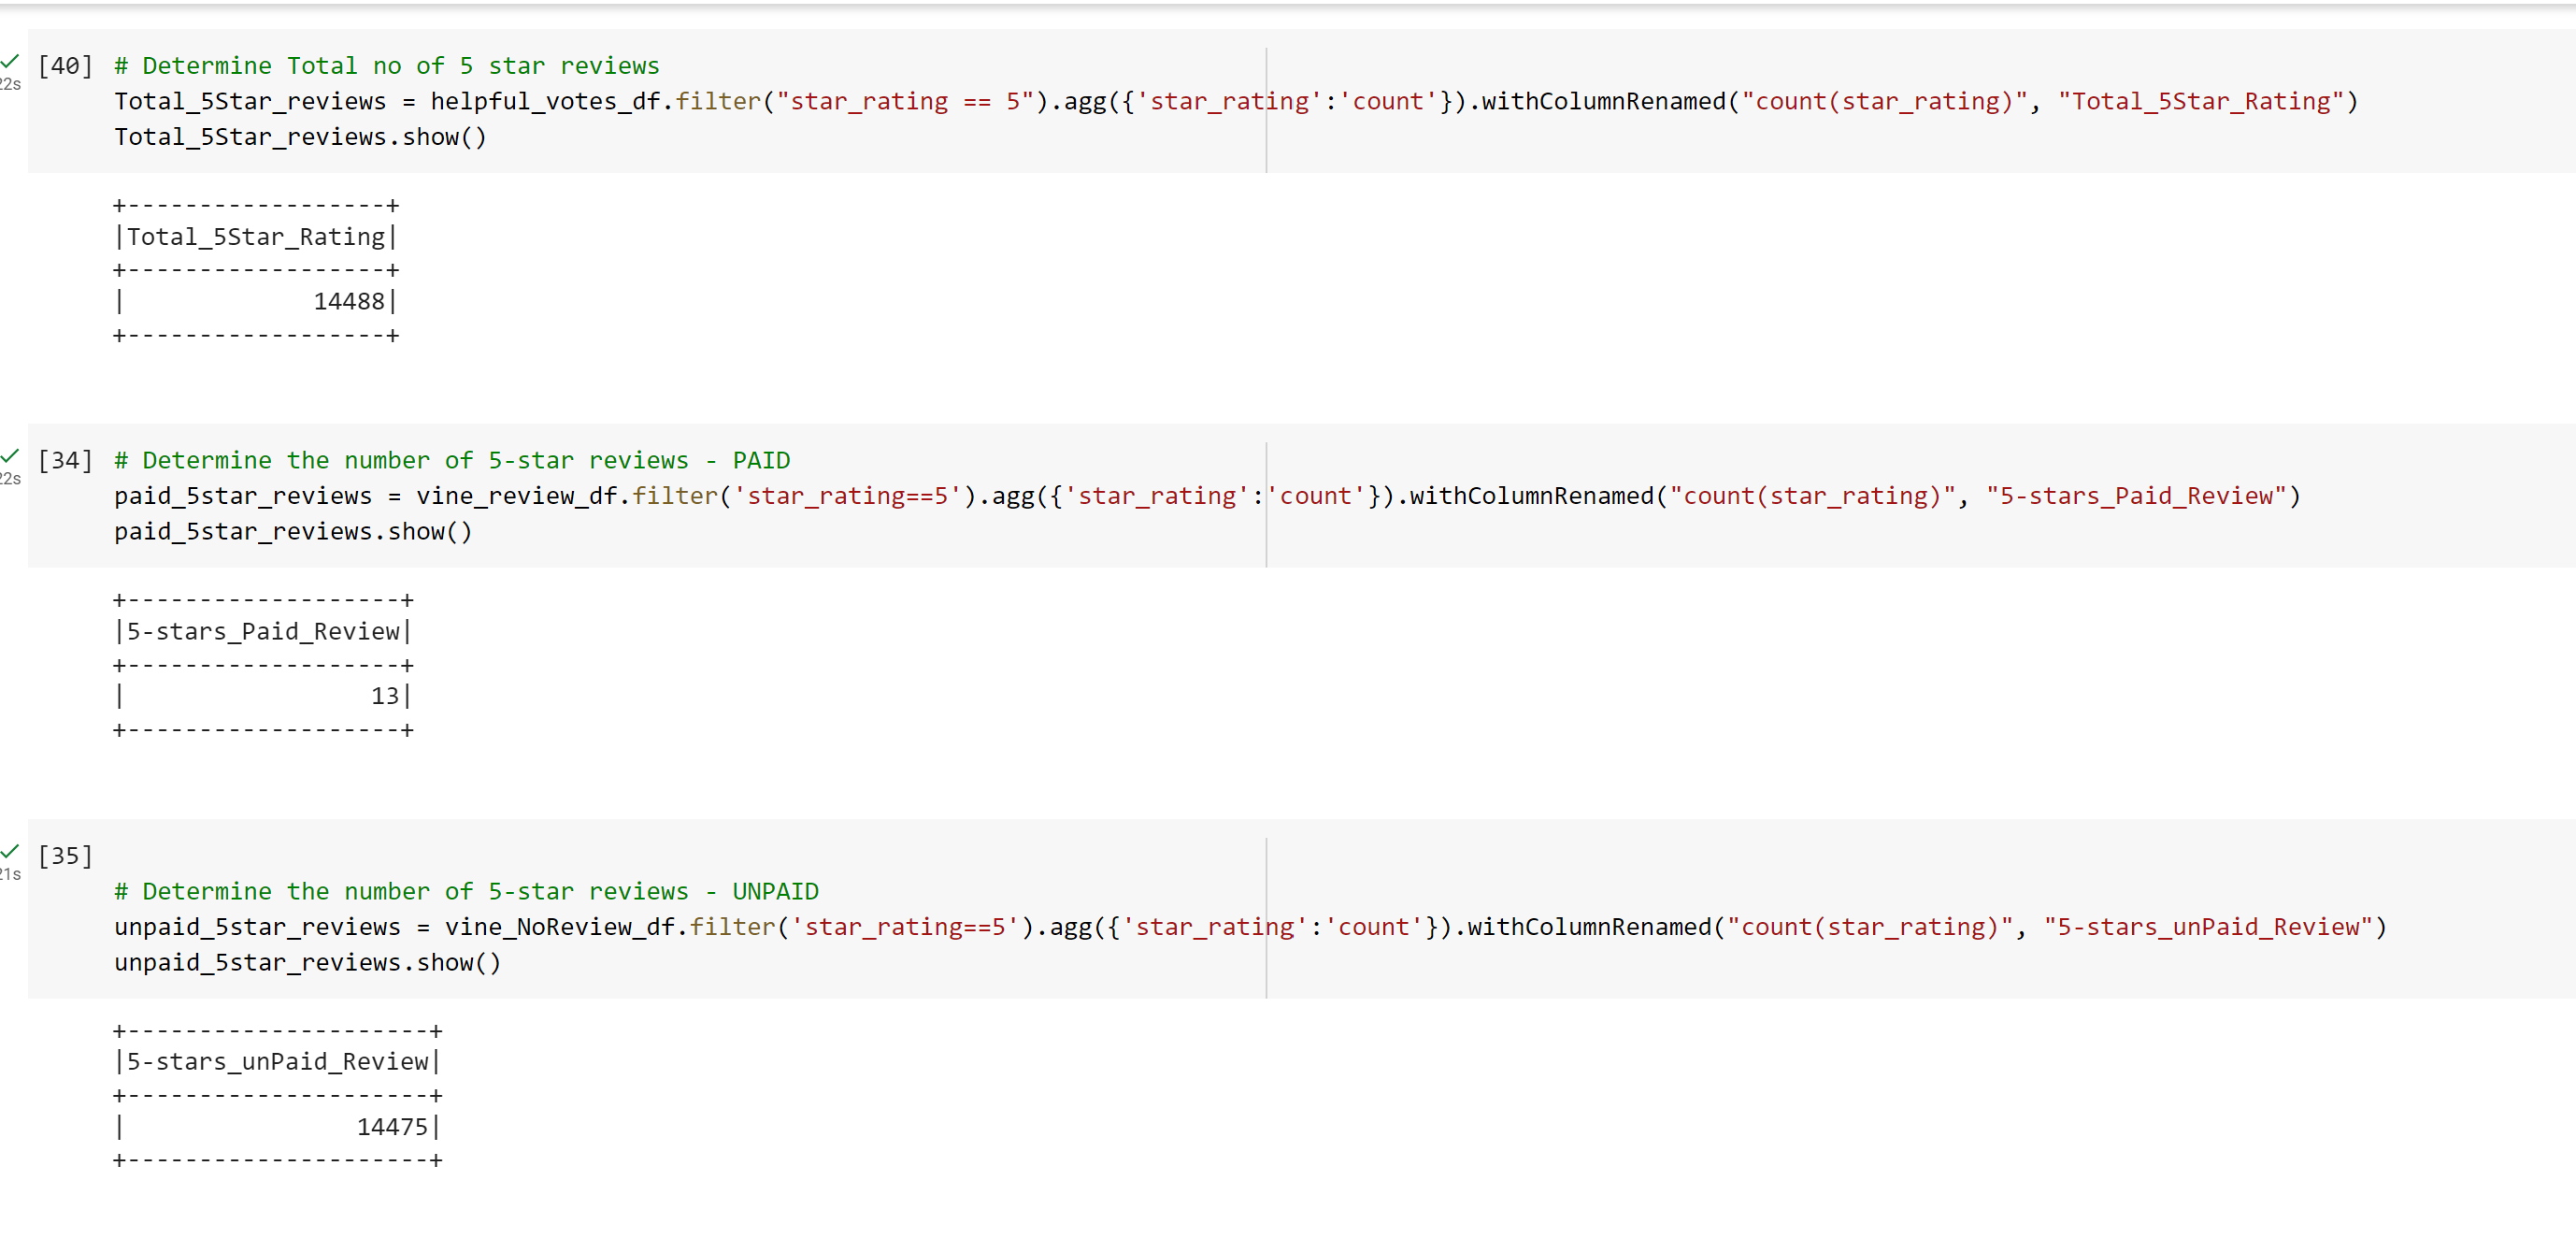 [40] # Determine Total no of 5 star reviews
22s
Total_5Star_reviews = helpful_votes_df.filter("star_rating == 5").agg({'star_rating':'count'}).withColumnRenamed("count(star_rating)", "Total_5Star_Rating")
Total_5Star_reviews.show()
+------------------+
|Total_5Star_Rating|
+------------------+
|             14488|
+------------------+
[34] # Determine the number of 5-star reviews - PAID
22s
paid_5star_reviews = vine_review_df.filter('star_rating==5').agg({'star_rating':'count'}).withColumnRenamed("count(star_rating)", "5-stars_Paid_Review")
paid_5star_reviews.show()
+-------------------+
|5-stars_Paid_Review|
+-------------------+
|                 13|
+-------------------+
[35]
21s
# Determine the number of 5-star reviews - UNPAID
unpaid_5star_reviews = vine_NoReview_df.filter('star_rating==5').agg({'star_rating':'count'}).withColumnRenamed("count(star_rating)", "5-stars_unPaid_Review")
unpaid_5star_reviews.show()
+---------------------+
|5-stars_unPaid_Review|
+---------------------+
|                14475|
+---------------------+